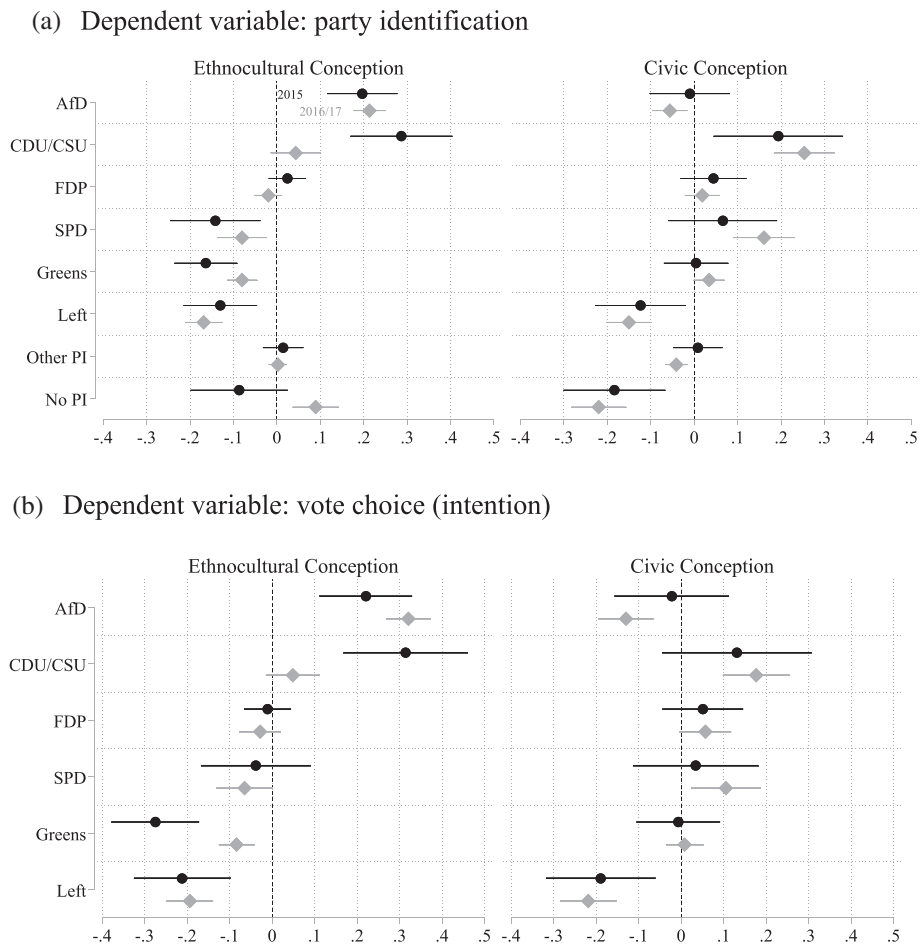 (a) Dependent variable: party identification
Ethnocultural Conception Civic Conception
AfD
2015
2016/17
CDU/CSU
FDP
SPD
Greens
Left
Other PI
No PI
-.4 -.3 -.2 -.1 0 .1 .2 .3 .4 .5 -.4 -.3 -.2 -.1 0 .1 .2 .3 .4 .5
(b) Dependent variable: vote choice (intention)
Ethnocultural Conception Civic Conception
AfD
CDU/CSU
FDP
SPD
Greens
Left
-.4 -.3 -.2 -.1 0 .1 .2 .3 .4 .5 -.4 -.3 -.2 -.1 0 .1 .2 .3 .4 .5